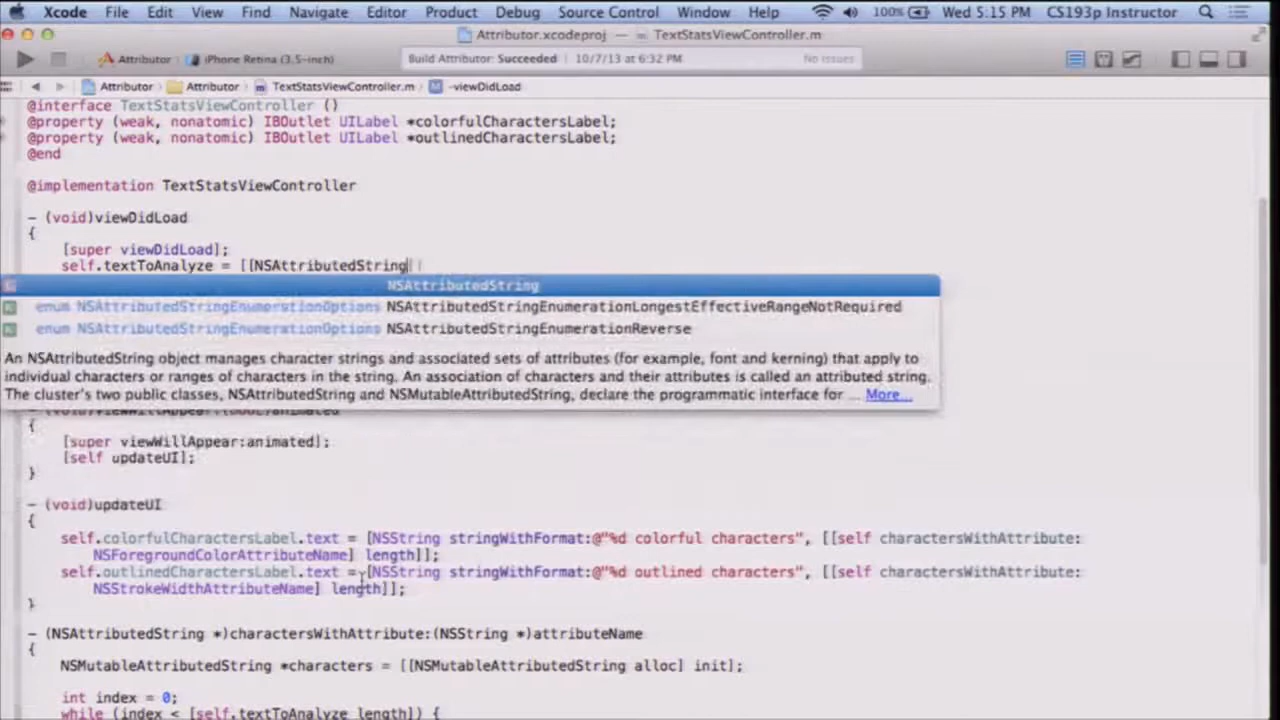 Xcode File Edit View Find Navigate Editor Product Debug Source Control Window Help 100% Wed 5:15 PM CS193p Instructor
Attributor.xcodeproj — TextStatsViewController.m
Attributor iPhone Retina (3.5-inch) Build Attributor: Succeeded 10/7/13 at 6:32 PM No Issues
Attributor Attributor TextStatsViewController.m -viewDidLoad
@interface TextStatsViewController ()
@property (weak, nonatomic) IBOutlet UILabel *colorfulCharactersLabel;
@property (weak, nonatomic) IBOutlet UILabel *outlinedCharactersLabel;
@end
@implementation TextStatsViewController
- (void)viewDidLoad
{
[super viewDidLoad];
self.textToAnalyze = [[NSAttributedString]
NSAttributedString
enum NSAttributedStringEnumerationOptions NSAttributedStringEnumerationLongestEffectiveRangeNotRequired
enum NSAttributedStringEnumerationOptions NSAttributedStringEnumerationReverse
An NSAttributedString object manages character strings and associated sets of attributes (for example, font and kerning) that apply to
individual characters or ranges of characters in the string. An association of characters and their attributes is called an attributed string.
The cluster's two public classes, NSAttributedString and NSMutableAttributedString, declare the programmatic interface for ... More...
- (void)viewWillAppear:(BOOL)animated
{
[super viewWillAppear:animated];
[self updateUI];
}
- (void)updateUI
{
self.colorfulCharactersLabel.text = [NSString stringWithFormat:@"%d colorful characters", [[self charactersWithAttribute:
NSForegroundColorAttributeName] length]];
self.outlinedCharactersLabel.text = [NSString stringWithFormat:@"%d outlined characters", [[self charactersWithAttribute:
NSStrokeWidthAttributeName] length]];
}
- (NSAttributedString *)charactersWithAttribute:(NSString *)attributeName
{
NSMutableAttributedString *characters = [[NSMutableAttributedString alloc] init];
int index = 0;
while (index < [self.textToAnalyze length]) {